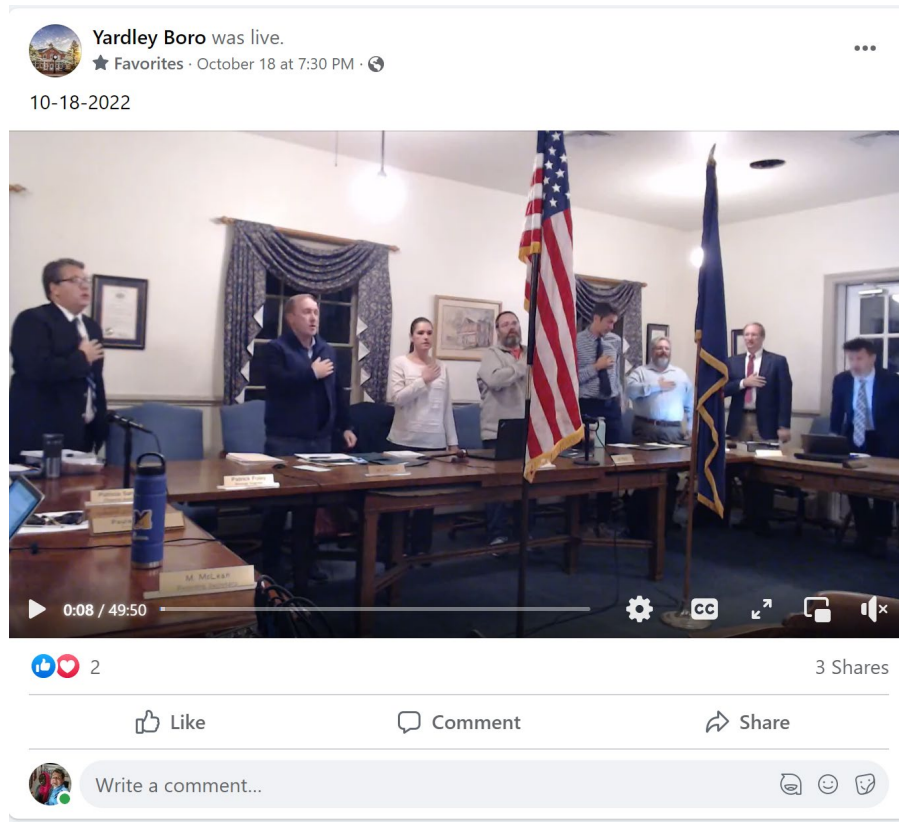 Yardley Boro was live.
Favorites · October 18 at 7:30 PM ·
10-18-2022
M. McLean
0:08 / 49:50
CC
2
3 Shares
Like
Comment
Share
Write a comment...